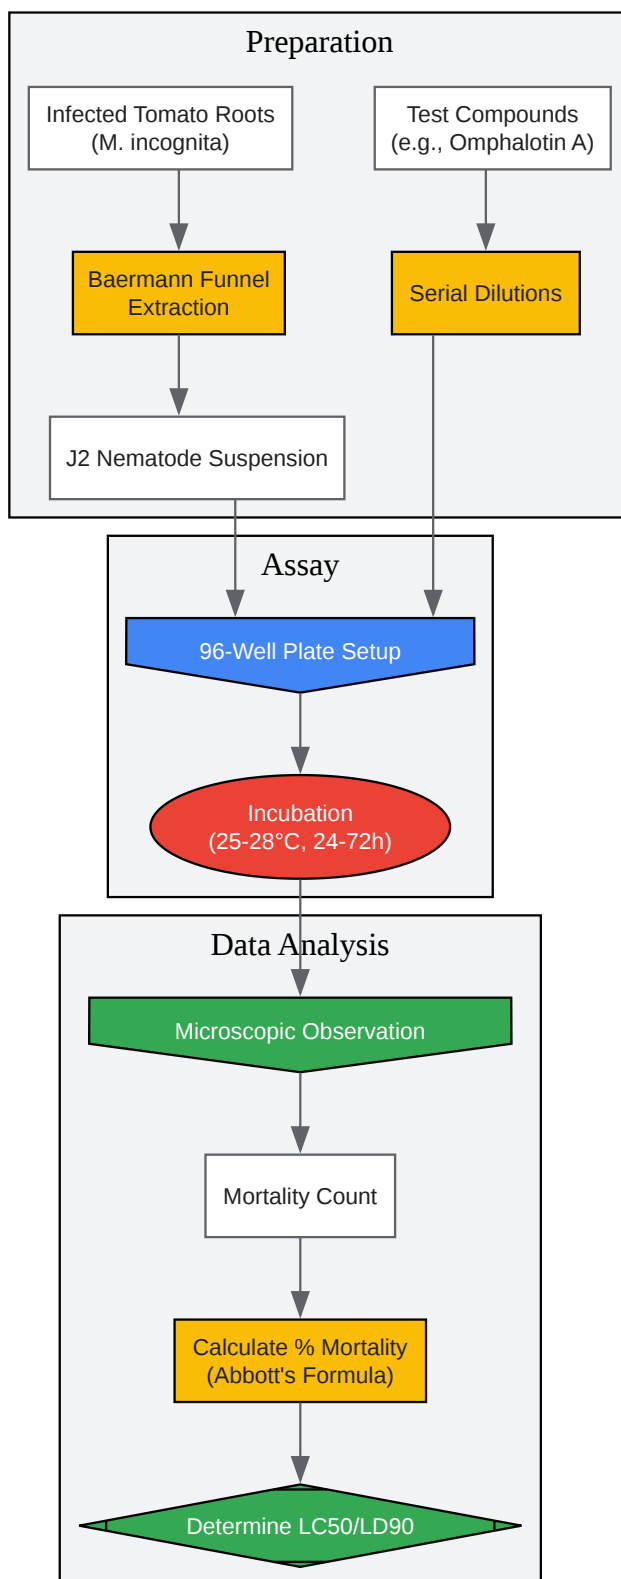 Preparation
Infected Tomato Roots
(M. incognita)
Test Compounds
(e.g., Omphalotin A)
Baermann Funnel
Extraction
Serial Dilutions
J2 Nematode Suspension
Assay
96-Well Plate Setup
Incubation
(25-28°C, 24-72h)
Data Analysis
Microscopic Observation
Mortality Count
Calculate % Mortality
(Abbott's Formula)
Determine LC50/LD90